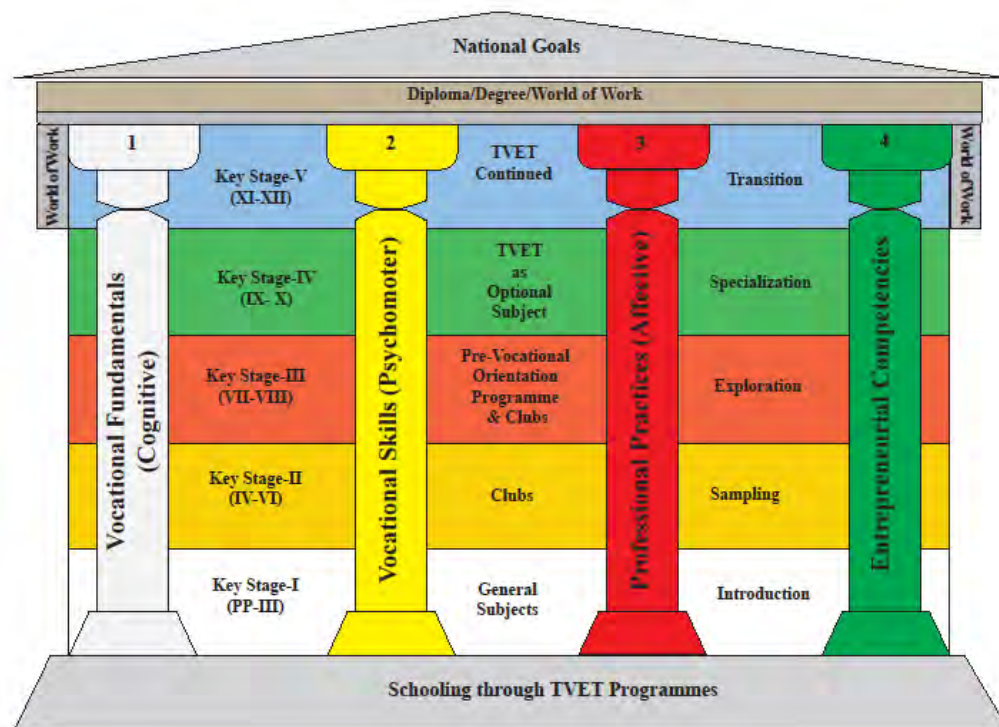 National Goals
Diploma/Degree/World of Work
World of Work
1
2
3
4
World of Work
Key Stage-V
(XI-XII)
TVET
Continued
Transition
Key Stage-IV
(IX- X)
TVET
as
Optional
Subject
Specialization
Key Stage-III
(VII-VIII)
Pre-Vocational
Orientation
Programme
& Clubs
Exploration
Key Stage-II
(IV-VI)
Clubs
Sampling
Key Stage-I
(PP-III)
General
Subjects
Introduction
Vocational Fundamentals
(Cognitive)
Vocational Skills (Psychomoter)
Professional Practices (Affective)
Entrepreneurial Competencies
Schooling through TVET Programmes